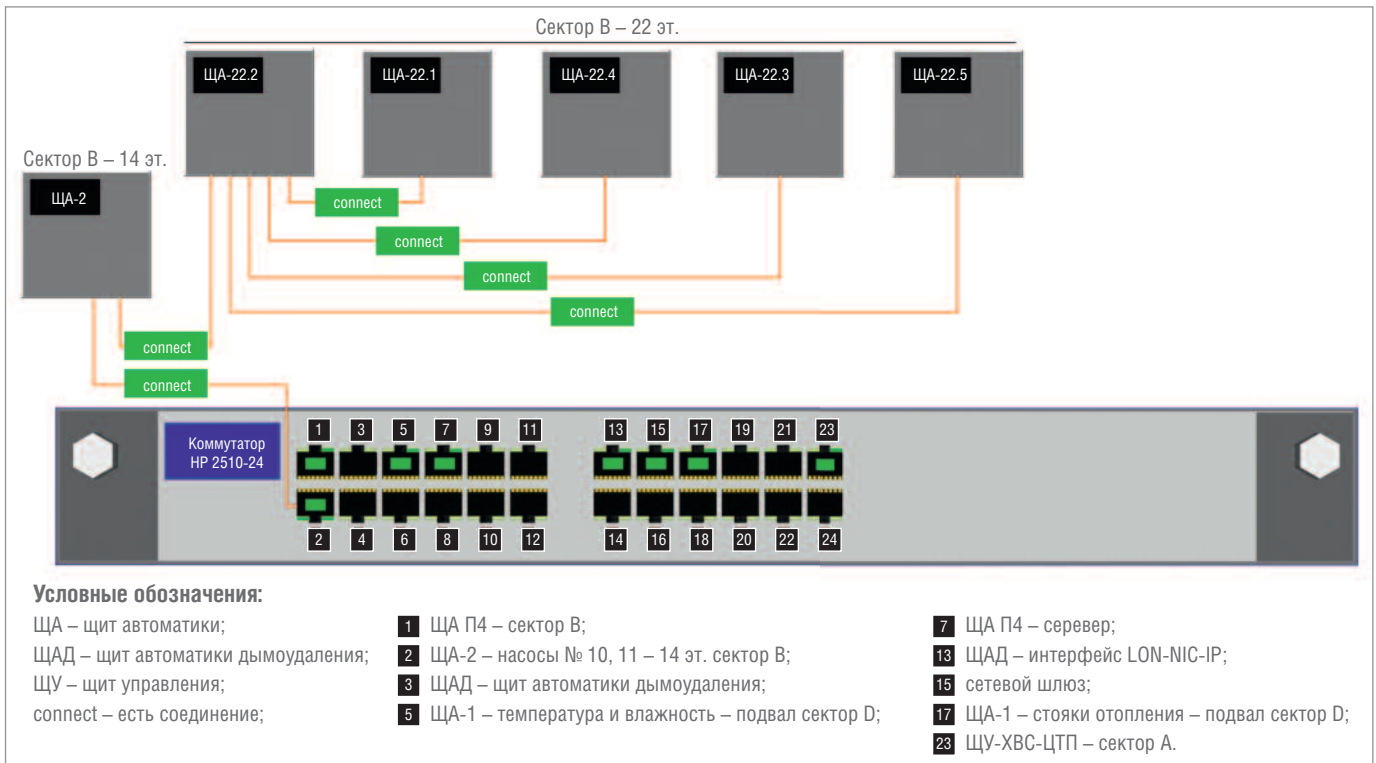 Сектор В – 22 эт.
ЩА-22.2
ЩА-22.1
ЩА-22.4
ЩА-22.3
ЩА-22.5
Сектор В – 14 эт.
ЩА-2
connect
connect
connect
connect
connect
connect
Коммутатор
HP 2510-24
1 3 5 7 9 11 13 15 17 19 21 23
2 4 6 8 10 12 14 16 18 20 22 24
Условные обозначения:
ЩА – щит автоматики;
ЩАД – щит автоматики дымоудаления;
ЩУ – щит управления;
connect – есть соединение;
1 ЩА П4 – сектор В;
2 ЩА-2 – насосы № 10, 11 – 14 эт. сектор В;
3 ЩАД – щит автоматики дымоудаления;
5 ЩА-1 – температура и влажность – подвал сектор D;
7 ЩА П4 – серевер;
13 ЩАД – интерфейс LON-NIC-IP;
15 сетевой шлюз;
17 ЩА-1 – стояки отопления – подвал сектор D;
23 ЩУ-ХВС-ЦТП – сектор А.